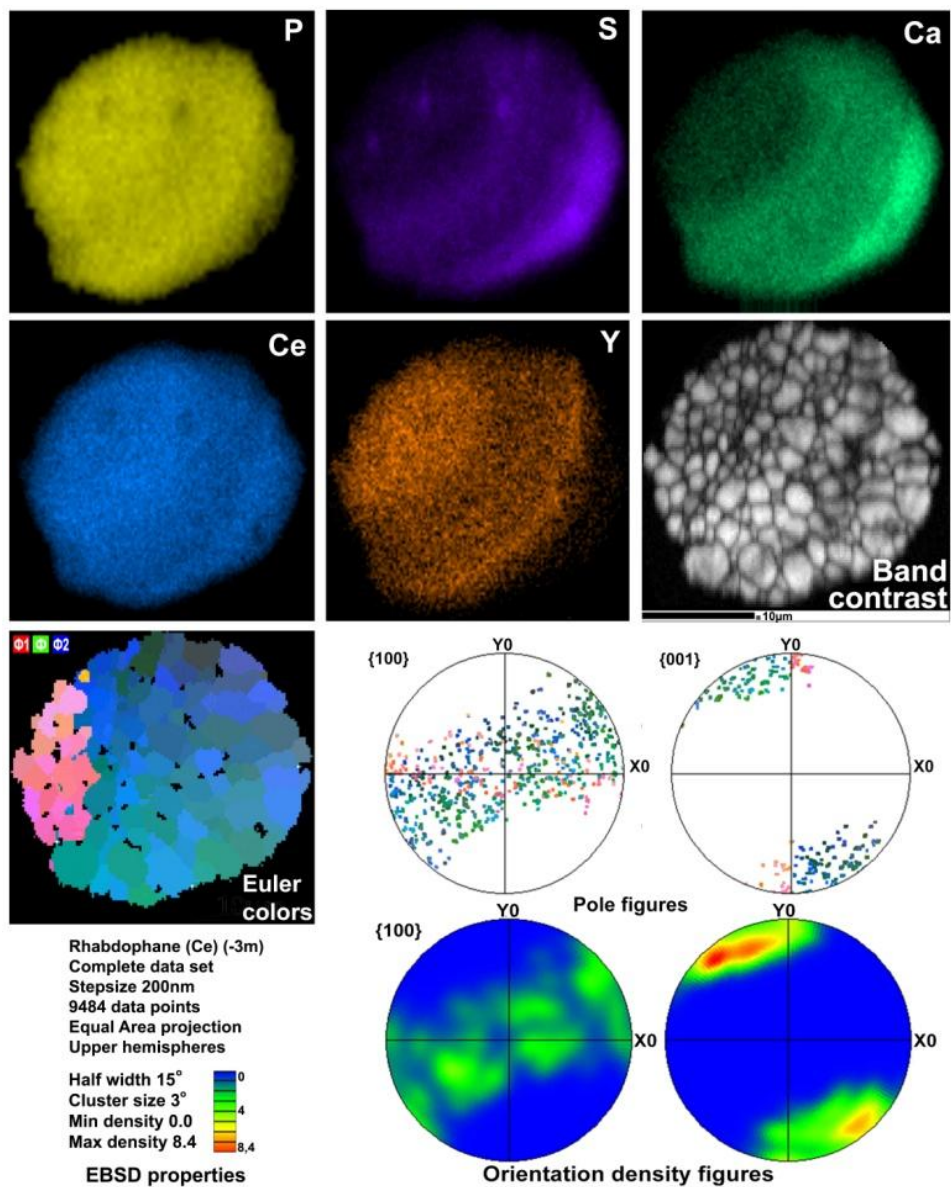 P
S
Ca
Ce
Y
Band
contrast
10µm
Φ1 Φ Φ2
Euler
colors
{100}
Y0
X0
{001}
Y0
X0
Pole figures
{100}
Y0
X0
Y0
X0
Rhabdophane (Ce) (-3m)
Complete data set
Stepsize 200nm
9484 data points
Equal Area projection
Upper hemispheres
Half width 15°
Cluster size 3°
Min density 0.0
Max density 8.4
0
4
8,4
EBSD properties
Orientation density figures